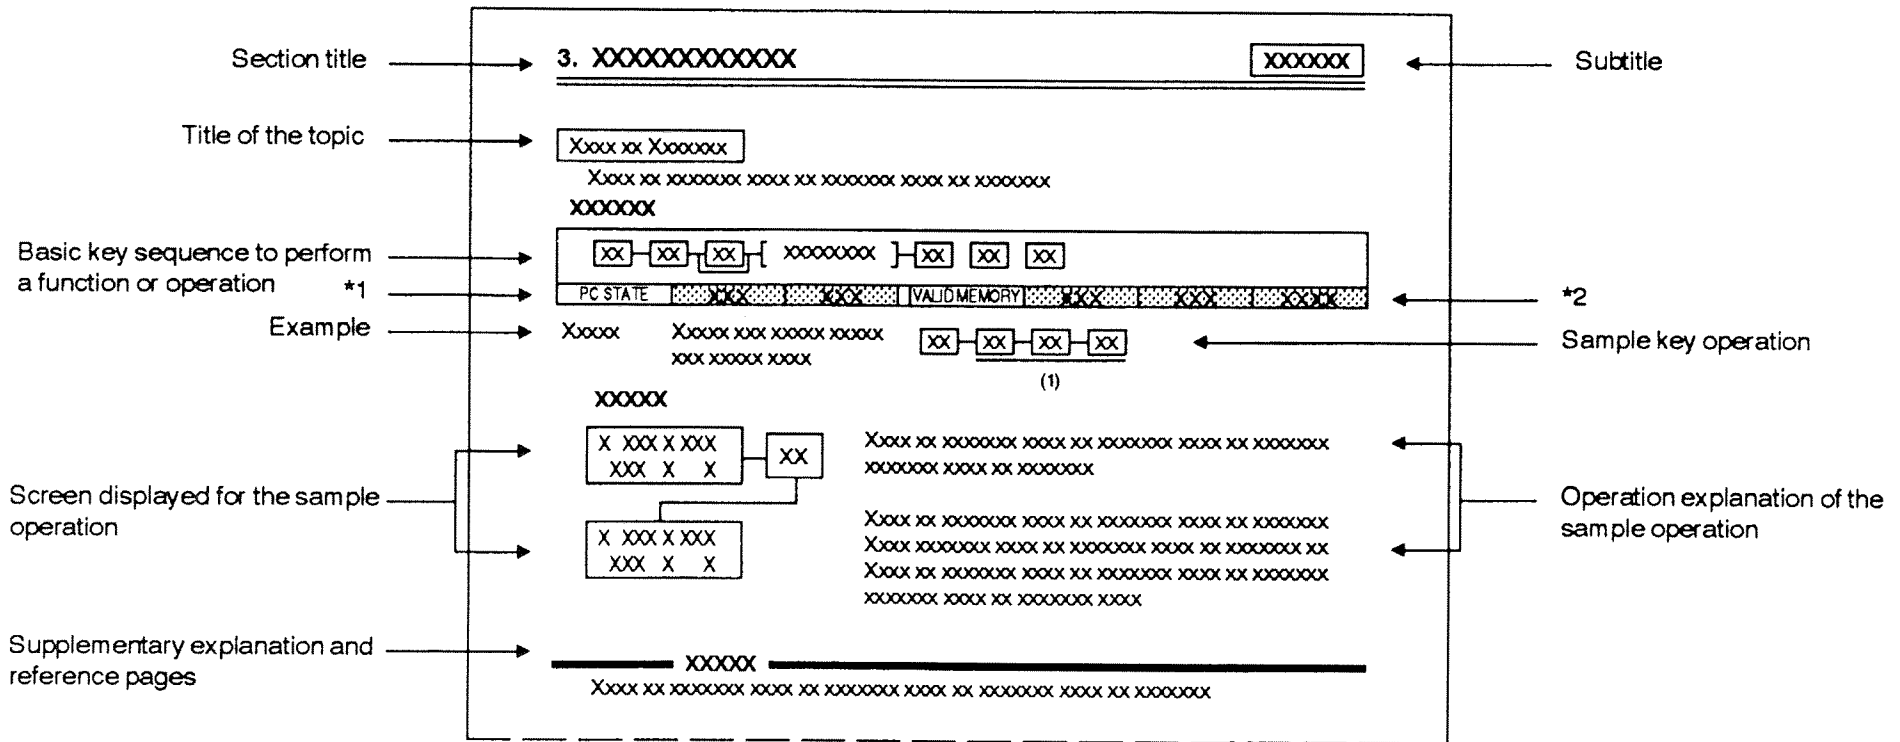 Section title
3. XXXXXXXXXXXX
XXXXXX
Subtitle
Title of the topic
Xxxx xx Xxxxxxx
Xxxx xx xxxxxxx xxxx xx xxxxxxx xxxx xx xxxxxxx
XXXXXX
Basic key sequence to perform
a function or operation
*1
XX XX XX [ XXXXXXXX ] XX XX XX
PC STATE XXX XXX VALID MEMORY XXX XXX XXXX
*2
Example
Xxxxx
Xxxxx xxx xxxxx xxxxx
xxx xxxxx xxxx
XX XX XX XX
(1)
Sample key operation
XXXXX
X XXX X XXX
XXX X X
XX
Xxxx xx xxxxxxx xxxx xx xxxxxxx xxxx xx xxxxxxx
xxxxxxx xxxx xx xxxxxxx
Screen displayed for the sample
operation
Operation explanation of the
sample operation
X XXX X XXX
XXX X X
Xxxx xx xxxxxxx xxxx xx xxxxxxx xxxx xx xxxxxxx
Xxxx xxxxxxx xxxx xx xxxxxxx xxxx xx xxxxxxx xx
Xxxx xx xxxxxxx xxxx xx xxxxxxx xxxx xx xxxxxxx
xxxxxxx xxxx xx xxxxxxx xxxx
Supplementary explanation and
reference pages
XXXXX
Xxxx xx xxxxxxx xxxx xx xxxxxxx xxxx xx xxxxxxx xxxx xx xxxxxxx